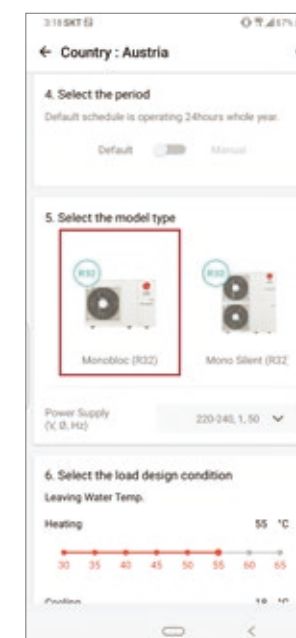 3:18 SKT
← Country : Austria
4. Select the period
Default schedule is operating 24hours whole year.
Default Manual
5. Select the model type
R32 R32
Monobloc (R32) Mono Silent (R32
Power Supply 220-240, 1, 50
(V, Ø, Hz)
6. Select the load design condition
Leaving Water Temp.
Heating 55 °C
30 35 40 45 50 55 60 65
Cooling 18 °C